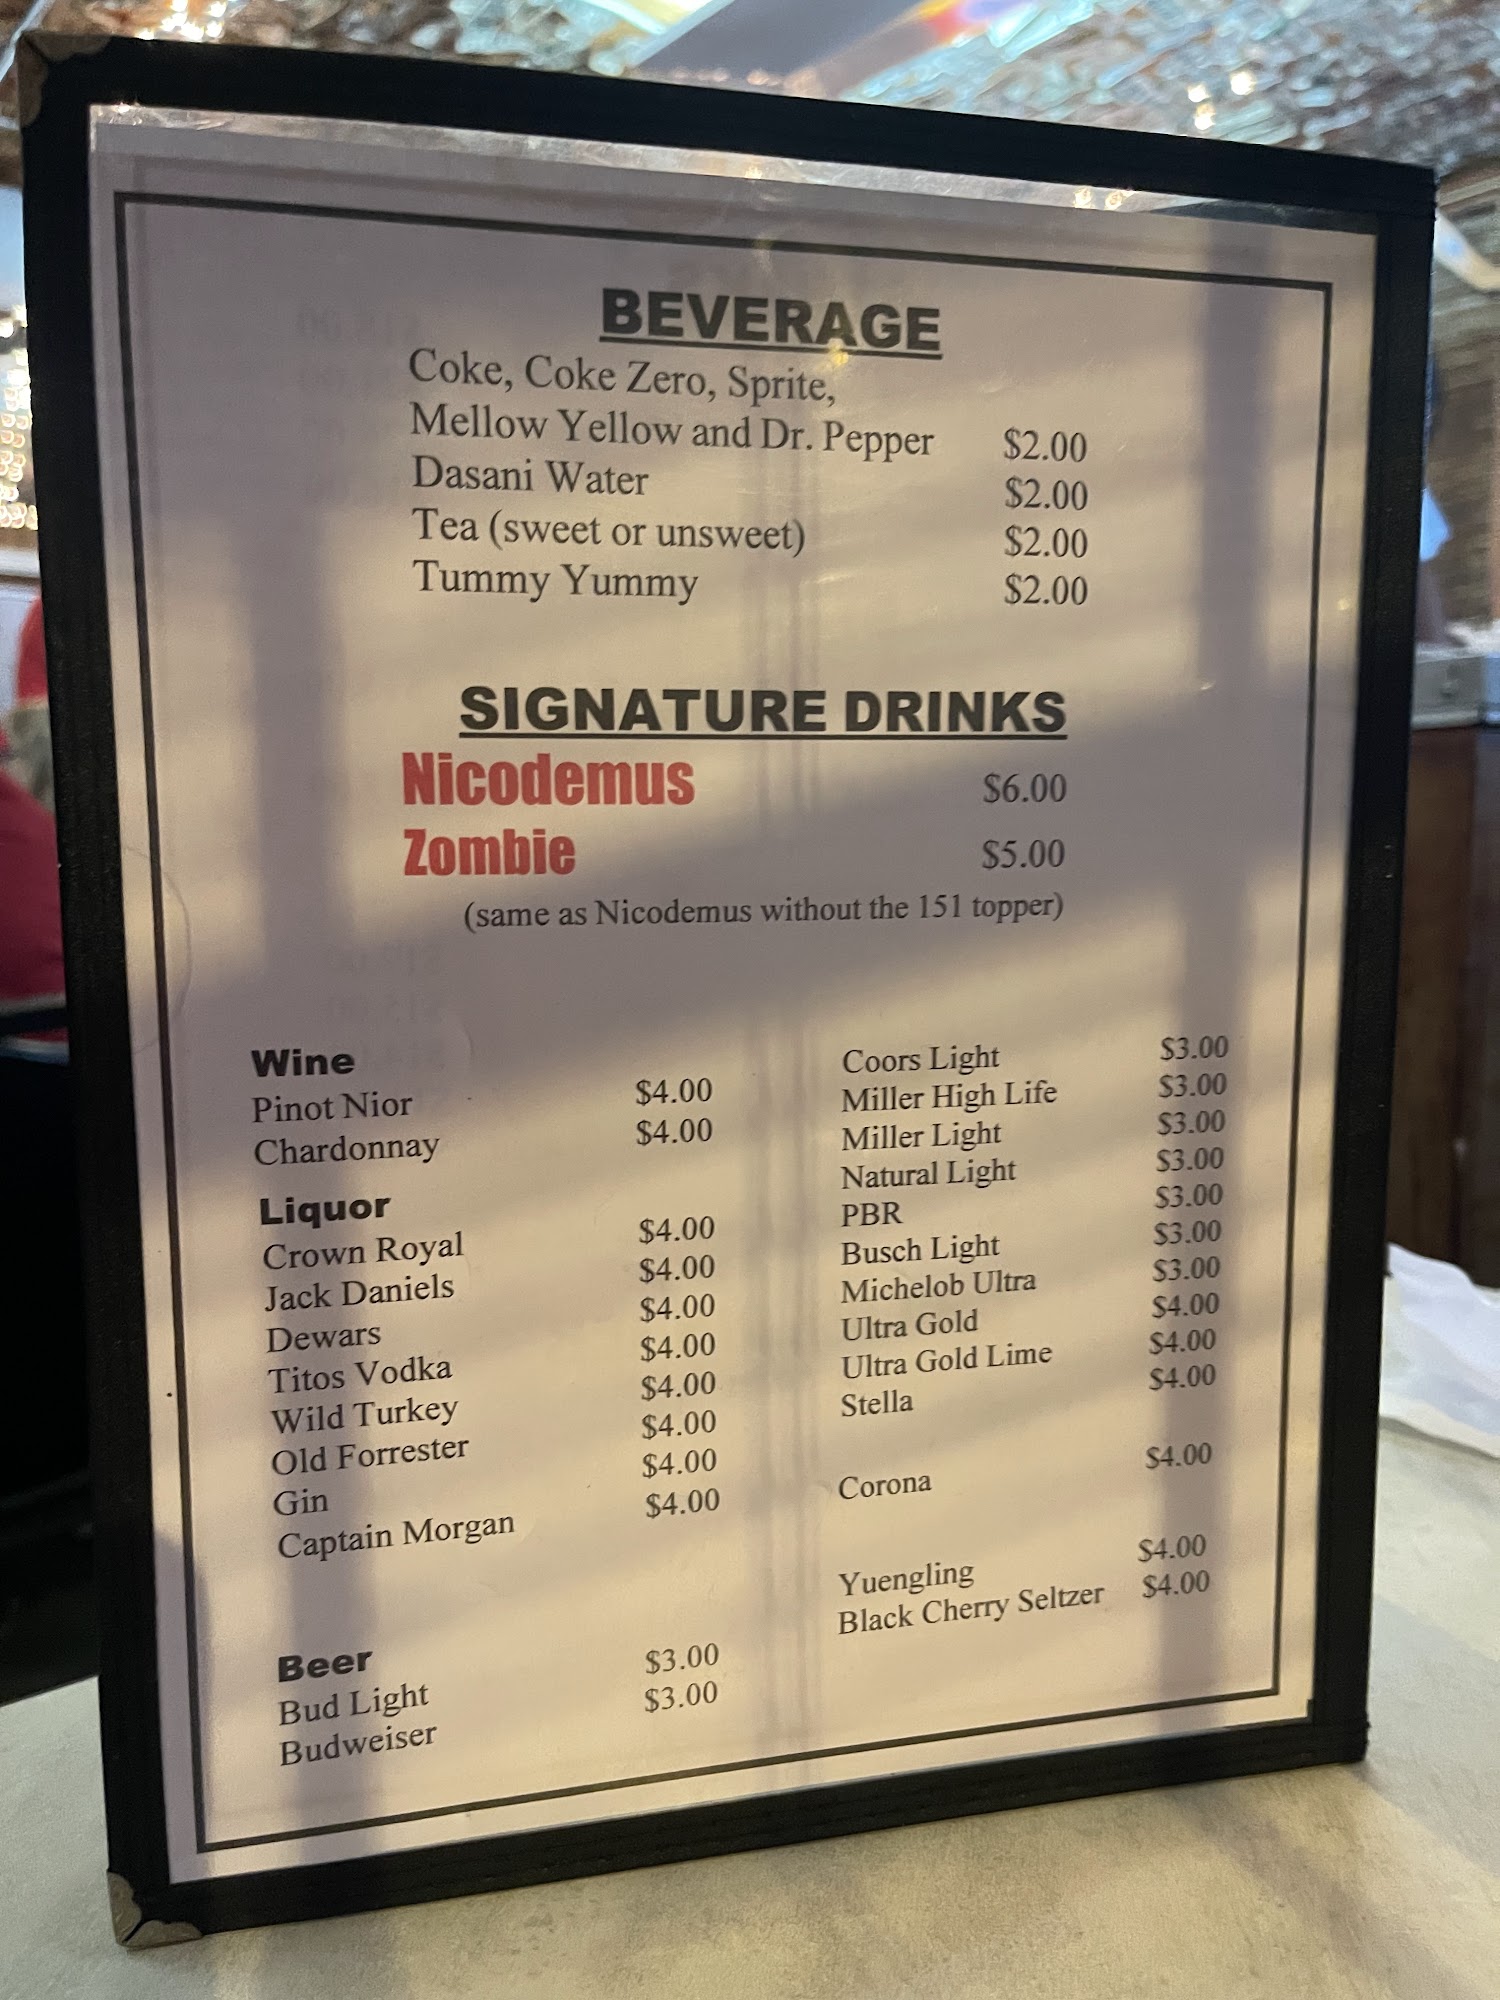 BEVERAGE
Coke, Coke Zero, Sprite,
Mellow Yellow and Dr. Pepper $2.00
Dasani Water $2.00
Tea (sweet or unsweet) $2.00
Tummy Yummy $2.00
SIGNATURE DRINKS
Nicodemus $6.00
Zombie $5.00
(same as Nicodemus without the 151 topper)
Wine
Pinot Nior $4.00
Chardonnay $4.00
Liquor
Crown Royal $4.00
Jack Daniels $4.00
Dewars $4.00
Titos Vodka $4.00
Wild Turkey $4.00
Old Forrester $4.00
Gin $4.00
Captain Morgan $4.00
Beer
Bud Light $3.00
Budweiser $3.00
Coors Light $3.00
Miller High Life $3.00
Miller Light $3.00
Natural Light $3.00
PBR $3.00
Busch Light $3.00
Michelob Ultra $3.00
Ultra Gold $4.00
Ultra Gold Lime $4.00
Stella $4.00
Corona $4.00
Yuengling $4.00
Black Cherry Seltzer $4.00